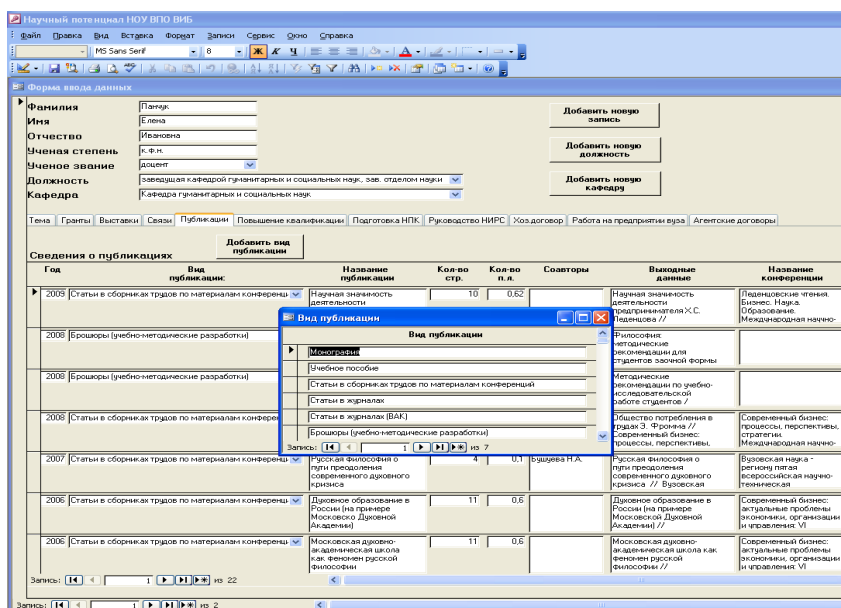 Научный потенциал НОУ ВПО ВИБ
Файл Правка Вид Вставка Формат Записи Сервис Окно Справка
MS Sans Serif 8 Ж К Ч
Форма ввода данных
Фамилия Панчук
Имя Елена
Отчество Ивановна
Ученая степень к.ф.н.
Ученое звание доцент
Должность заведущая кафедрой гуманитарных и социальных наук, зав. отделом науки
Кафедра Кафедра гуманитарных и социальных наук
Добавить новую
запись
Добавить новую
должность
Добавить новую
кафедру
Тема Гранты Выставки Связи Публикации Повышение квалификации Подготовка НПК Руководство НИРС Хоз.договор Работа на предприятии вуза Агентские договоры
Сведения о публикациях
Добавить вид
публикации
Год Вид Название Кол-во Кол-во Соавторы Выходные Название
публикации: публикации стр. п.л. данные конференции
2009 Статьи в сборниках трудов по материалам конференць Научная значимость 10 0,62 Научная значимость Леденцовские чтения.
деятельности деятельности Бизнес. Наука.
предпринимателя Х.С. Образование.
Леденцова // Международная научно-
Вид публикации
Вид публикации
Монография
Учебное пособие
Статьи в сборниках трудов по материалам конференций
Статьи в журналах
Статьи в журналах (ВАК)
Брошюры (учебно-методические разработки)
Запись: 1 из 7
2008 Брошюры (учебно-методические разработки) Философия:
методические
рекомендации для
студентов заочной формы
2008 Брошюры (учебно-методические разработки) Методические
рекомендации по учебно-
исследовательской
работе студентов /
2008 Статьи в сборниках трудов по материалам конфере Общество потребления в Современный бизнес:
трудах Э. Фромма // процессы, перспективы,
Современный бизнес: стратегии.
процессы, перспективы, Международная научно-
2007 Статьи в сборниках трудов по материалам конференць Русская философия о 4 0,1 Бушуева Н.А. Русская философия о Вузовская наука -
пути преодоления пути преодоления региону пятая
современного духовного современного духовного всероссийская научно-
кризиса кризиса // Вузовская техническая
2006 Статьи в сборниках трудов по материалам конференць Духовное образование в 11 0,6 Духовное образование в Современный бизнес:
России (на примере России (на примере актуальные проблемы
Московско Духовной Московской Духовной экономики, организации
Академии) Академии) // и управления: VI
2006 Статьи в сборниках трудов по материалам конференць Московская духовно- 11 0,6 Московская духовно- Современный бизнес:
академическая школа академическая школа как актуальные проблемы
как феномен русской феномен русской экономики, организации
философии философии // и управления: VI
Запись: 1 из 22
Запись: 1 из 2